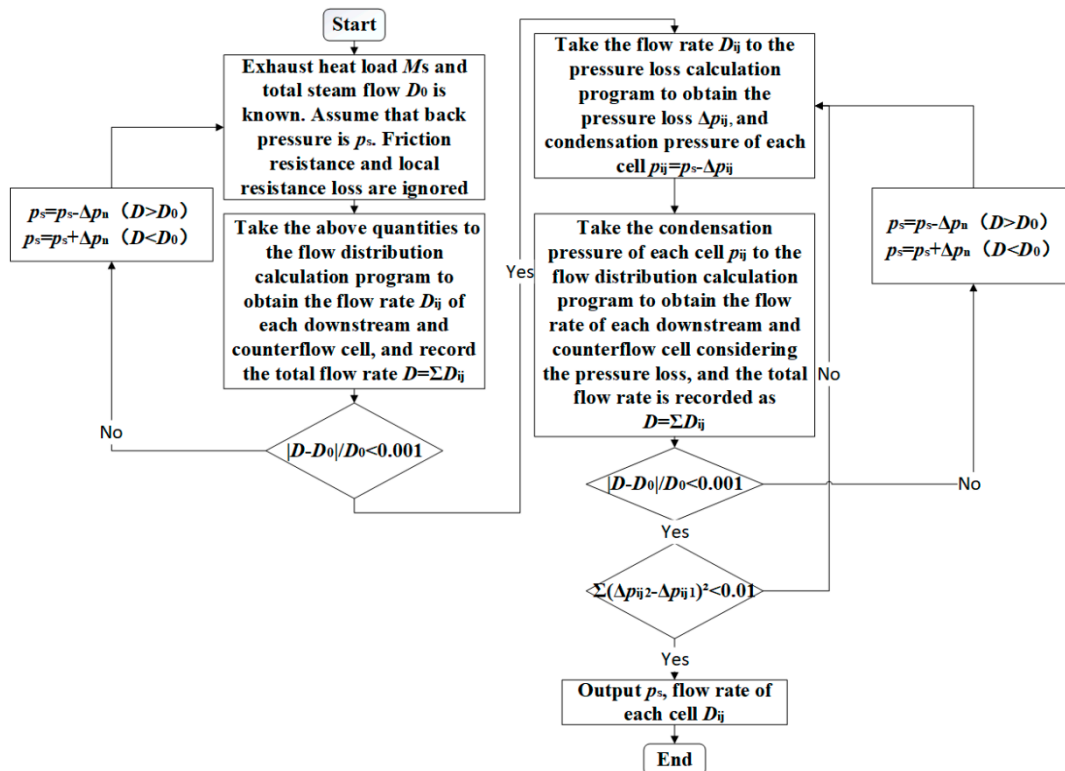 Start
Exhaust heat load Ms and
total steam flow D₀ is
known. Assume that back
pressure is pₛ. Friction
resistance and local
resistance loss are ignored
pₛ=pₛ-Δpₙ（D>D₀）
pₛ=pₛ+Δpₙ（D<D₀）
Take the above quantities to
the flow distribution
calculation program to
obtain the flow rate Dᵢⱼ of
each downstream and
counterflow cell, and record
the total flow rate D=ΣDᵢⱼ
No
|D-D₀|/D₀<0.001
Yes
Take the flow rate Dᵢⱼ to the
pressure loss calculation
program to obtain the
pressure loss Δpᵢⱼ, and
condensation pressure of each
cell pᵢⱼ=pₛ-Δpᵢⱼ
Take the condensation
pressure of each cell pᵢⱼ to
the flow distribution
calculation program to obtain
the flow
rate of each downstream and
counterflow cell considering
the pressure loss, and the total
flow rate is recorded as
D=ΣDᵢⱼ
pₛ=pₛ-Δpₙ（D>D₀）
pₛ=pₛ+Δpₙ（D<D₀）
No
|D-D₀|/D₀<0.001
No
Yes
Σ(Δpᵢⱼ₂-Δpᵢⱼ₁)²<0.01
Yes
Output pₛ, flow rate of
each cell Dᵢⱼ
End